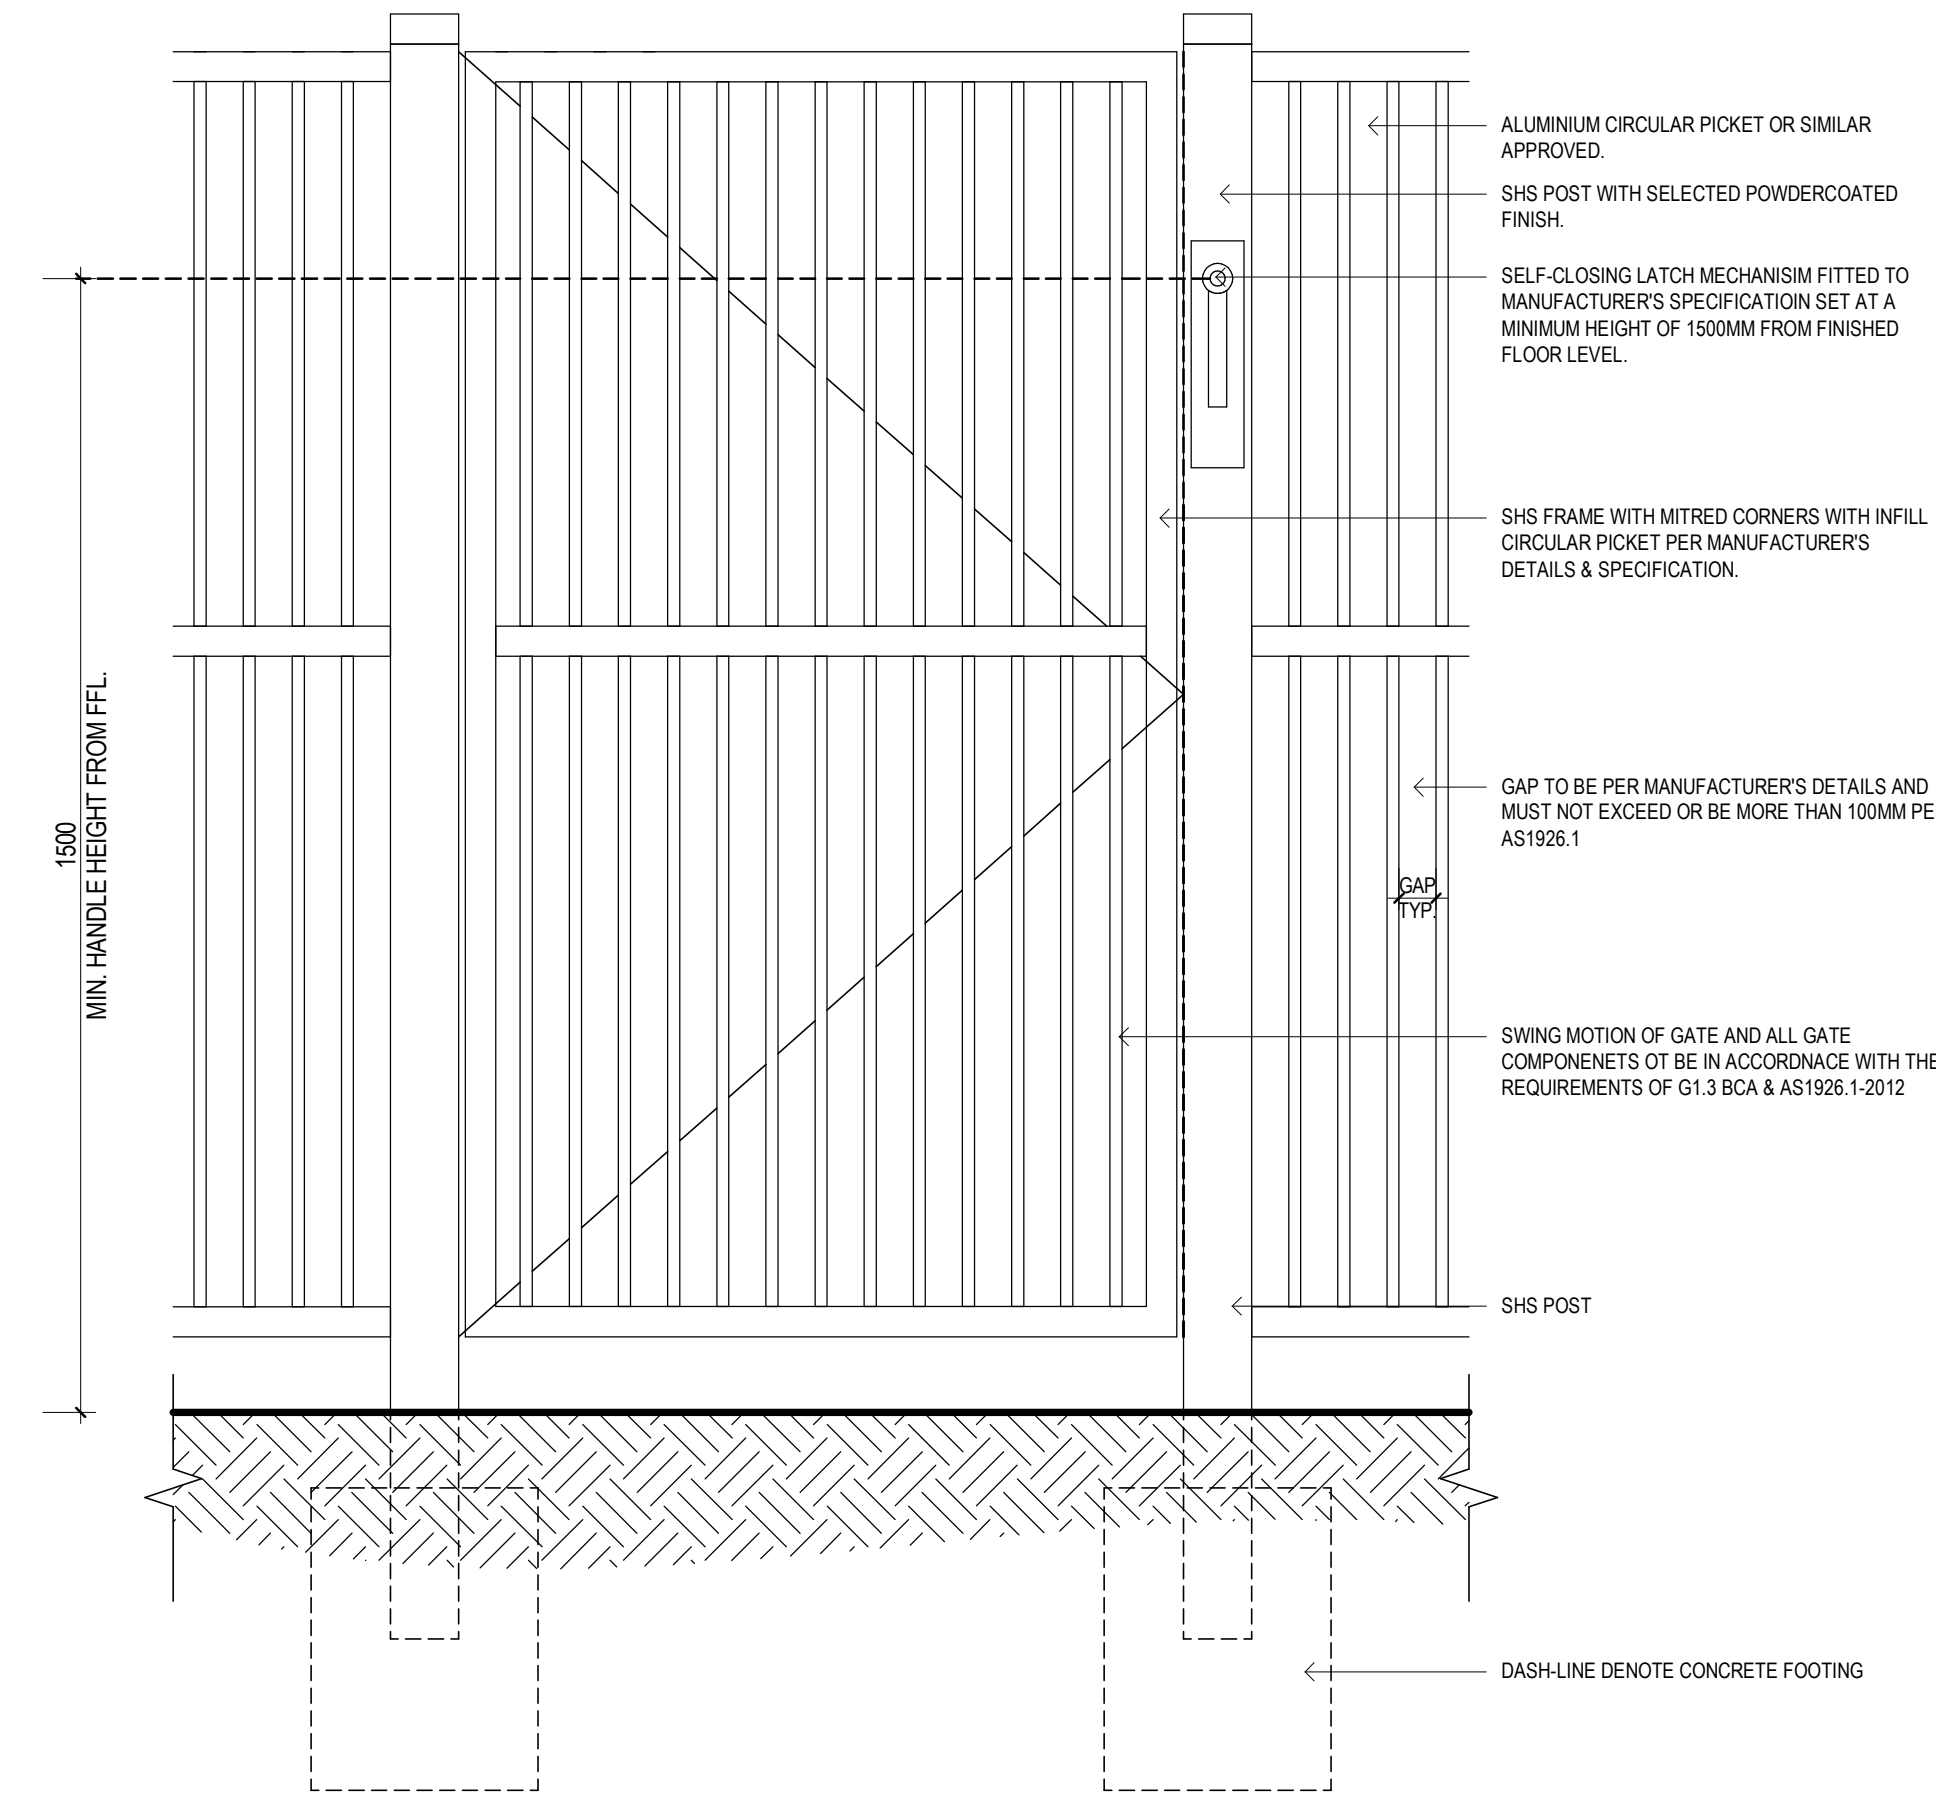 ALUMINIUM CIRCULAR PICKET OR SIMILAR
APPROVED.
SHS POST WITH SELECTED POWDERCOATED
FINISH.
SELF-CLOSING LATCH MECHANISIM FITTED TO
MANUFACTURER'S SPECIFICATIOIN SET AT A
MINIMUM HEIGHT OF 1500MM FROM FINISHED
FLOOR LEVEL.
SHS FRAME WITH MITRED CORNERS WITH INFILL
CIRCULAR PICKET PER MANUFACTURER'S
DETAILS & SPECIFICATION.
1500
MIN. HANDLE HEIGHT FROM FFL.
GAP TO BE PER MANUFACTURER'S DETAILS AND
MUST NOT EXCEED OR BE MORE THAN 100MM PE
AS1926.1
GAP
TYP.
SWING MOTION OF GATE AND ALL GATE
COMPONENETS OT BE IN ACCORDNACE WITH THE
REQUIREMENTS OF G1.3 BCA & AS1926.1-2012
SHS POST
DASH-LINE DENOTE CONCRETE FOOTING